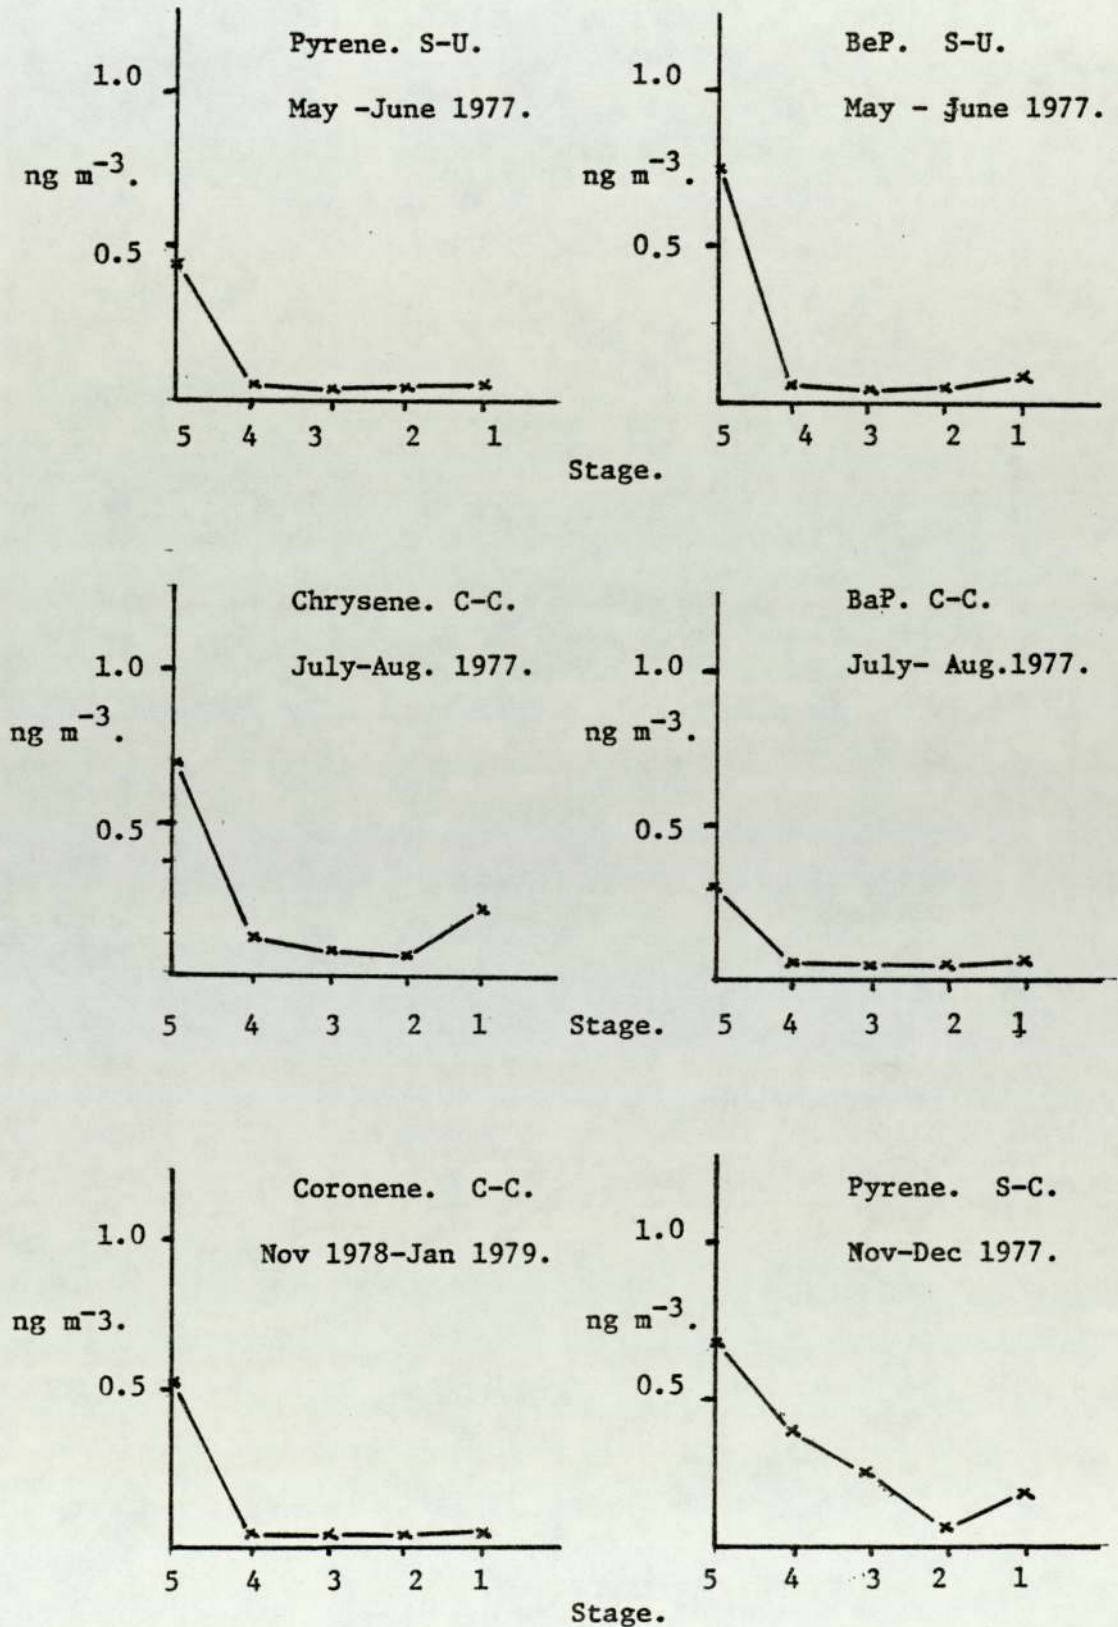 Pyrene. S-U.
May -June 1977.
1.0
ng m⁻³.
0.5
5 4 3 2 1
BeP. S-U.
May - June 1977.
1.0
ng m⁻³.
0.5
5 4 3 2 1
Stage.
Chrysene. C-C.
July-Aug. 1977.
1.0
ng m⁻³.
0.5
5 4 3 2 1
Stage.
BaP. C-C.
July- Aug.1977.
1.0
ng m⁻³.
0.5
5 4 3 2 1
Coronene. C-C.
Nov 1978-Jan 1979.
1.0
ng m⁻3.
0.5
5 4 3 2 1
Pyrene. S-C.
Nov-Dec 1977.
1.0
ng m⁻³.
0.5
5 4 3 2 1
Stage.